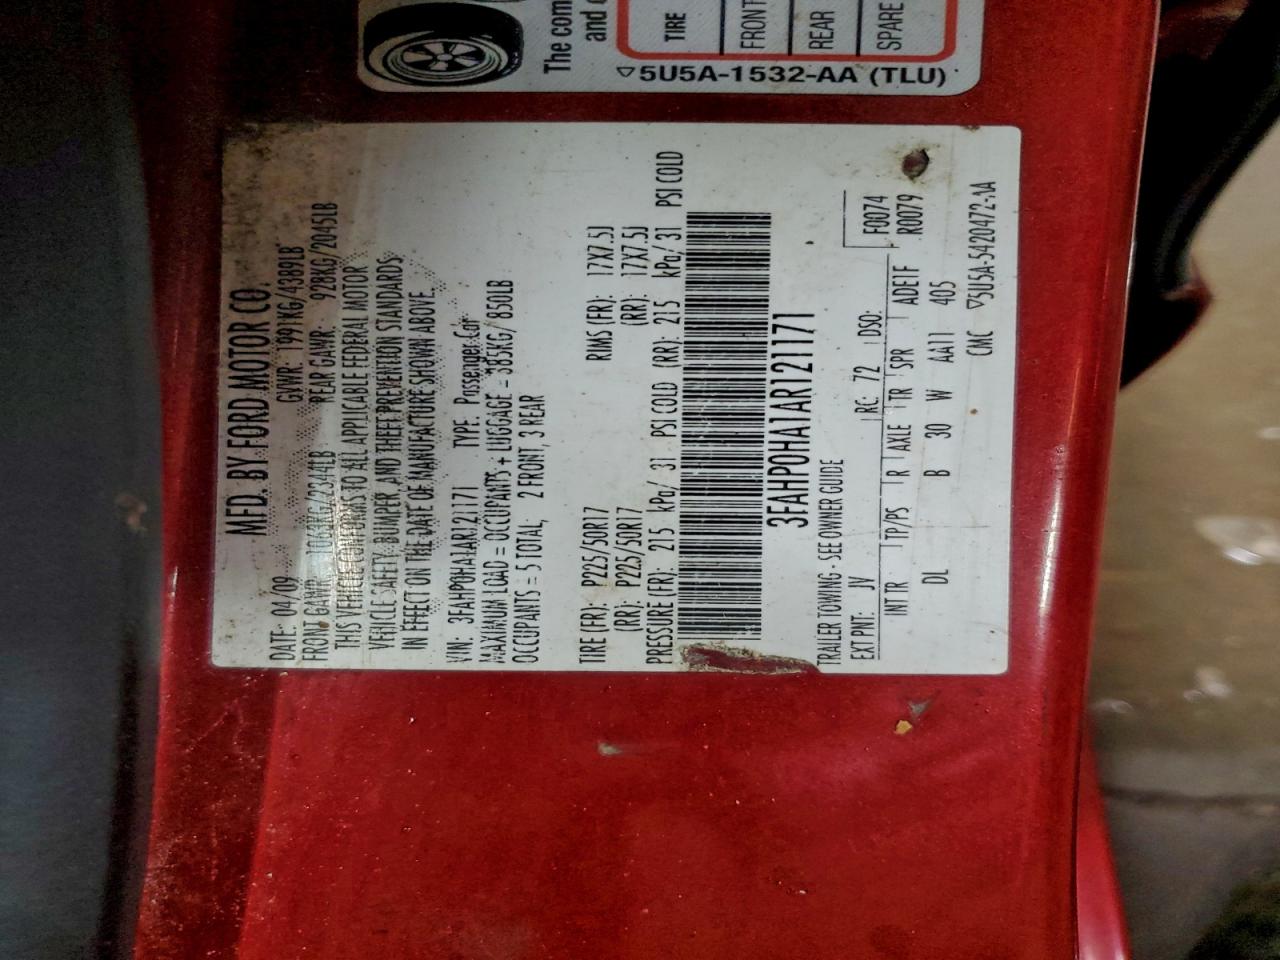 The com
and c
TIRE
FRONT
REAR
SPARE
5U5A-1532-AA (TLU)
MFD. BY FORD MOTOR CO.
DATE: 04/09 GVWR: 1991KG/4389LB
FRONT GAWR: REAR GAWR: 928KG/2045LB
THIS VEHICLE CONFORMS TO ALL APPLICABLE FEDERAL MOTOR
VEHICLE SAFETY, BUMPER, AND THEFT PREVENTION STANDARDS
IN EFFECT ON THE DATE OF MANUFACTURE SHOWN ABOVE.
VIN: 3FAHP0HA1AR121171 TYPE: Passenger Car
MAXIMUM LOAD = OCCUPANTS + LUGGAGE = 385KG/ 850LB
OCCUPANTS = 5 TOTAL, 2 FRONT, 3 REAR
TIRE (FR): P225/50R17 RIMS (FR): 17X7.5J
(RR): P225/50R17 (RR): 17X7.5J
PRESSURE (FR): 215 kPa/ 31 PSI COLD (RR): 215 kPa/ 31 PSI COLD
3FAHP0HA1AR121171
TRAILER TOWING - SEE OWNER GUIDE
EXT PNT: JV RC: 72 DSO: F0074
R0079
INT TR TP/PS R AXLE TR SPR ADE1F
DL B 30 W AA11 405
CMC 5U5A-5420472-AA